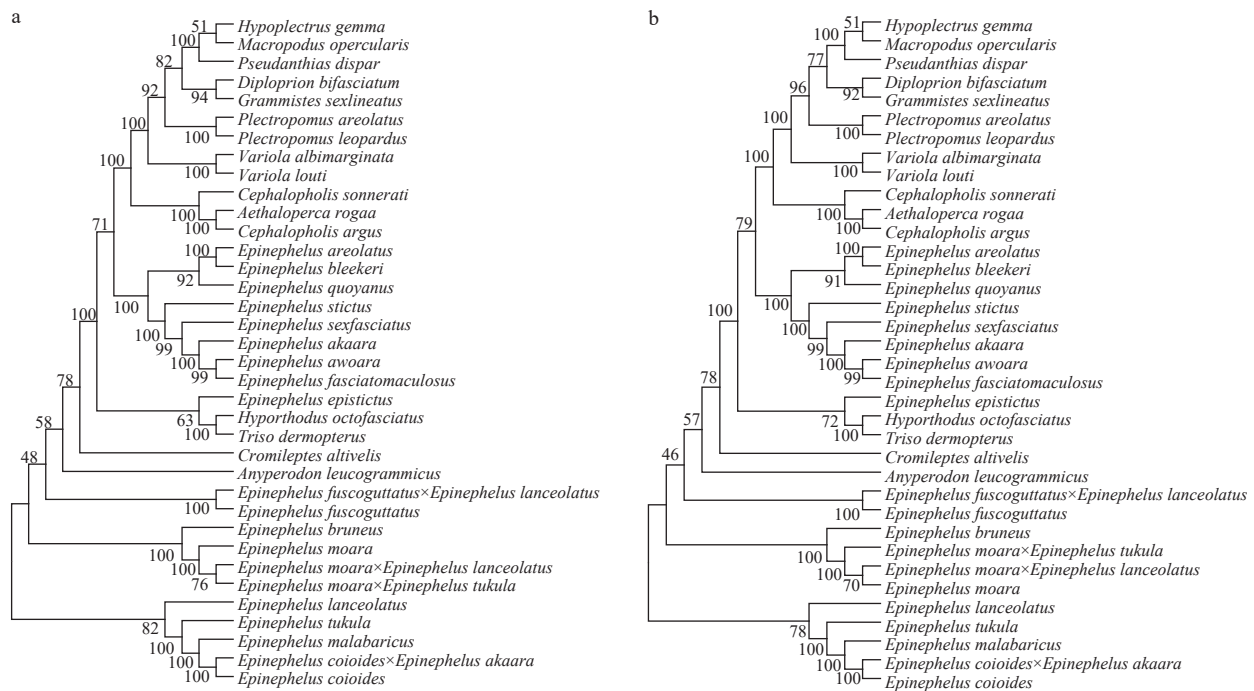 a
51
Hypoplectrus gemma
100
Macropodus opercularis
82
Pseudanthias dispar
Diploprion bifasciatum
92
94
Grammistes sexlineatus
100
Plectropomus areolatus
100
Plectropomus leopardus
100
Variola albimarginata
100
Variola louti
Cephalopholis sonnerati
71
100
Aethaloperca rogaa
100
Cephalopholis argus
100
Epinephelus areolatus
Epinephelus bleekeri
92
Epinephelus quoyanus
100
100
Epinephelus stictus
100
Epinephelus sexfasciatus
99
Epinephelus akaara
100
Epinephelus awoara
99
Epinephelus fasciatomaculosus
78
Epinephelus epistictus
63
Hyporthodus octofasciatus
58
100
Triso dermopterus
48
Cromileptes altivelis
Anyperodon leucogrammicus
Epinephelus fuscoguttatus×Epinephelus lanceolatus
100
Epinephelus fuscoguttatus
Epinephelus bruneus
100
Epinephelus moara
100
Epinephelus moara×Epinephelus lanceolatus
76
Epinephelus moara×Epinephelus tukula
Epinephelus lanceolatus
82
Epinephelus tukula
100
Epinephelus malabaricus
100
Epinephelus coioides×Epinephelus akaara
100
Epinephelus coioides
b
51
Hypoplectrus gemma
100
Macropodus opercularis
77
Pseudanthias dispar
96
Diploprion bifasciatum
92
Grammistes sexlineatus
100
Plectropomus areolatus
100
Plectropomus leopardus
100
Variola albimarginata
100
Variola louti
Cephalopholis sonnerati
79
100
Aethaloperca rogaa
100
Cephalopholis argus
100
Epinephelus areolatus
Epinephelus bleekeri
91
Epinephelus quoyanus
100
100
Epinephelus stictus
100
Epinephelus sexfasciatus
99
Epinephelus akaara
100
Epinephelus awoara
99
Epinephelus fasciatomaculosus
78
Epinephelus epistictus
72
Hyporthodus octofasciatus
57
100
Triso dermopterus
46
Cromileptes altivelis
Anyperodon leucogrammicus
Epinephelus fuscoguttatus×Epinephelus lanceolatus
100
Epinephelus fuscoguttatus
Epinephelus bruneus
100
Epinephelus moara×Epinephelus tukula
100
Epinephelus moara×Epinephelus lanceolatus
70
Epinephelus moara
Epinephelus lanceolatus
78
Epinephelus tukula
100
Epinephelus malabaricus
100
Epinephelus coioides×Epinephelus akaara
100
Epinephelus coioides